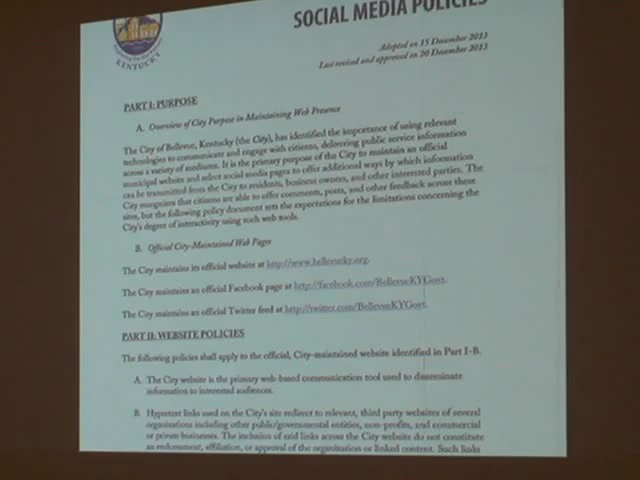 SOCIAL MEDIA POLICIES
KENTUCKY
Adopted on 15 December 2013
Last revised and approved on 20 December 2013
PART I: PURPOSE
A. Overview of City Purpose in Maintaining Web Presence
The City of Bellevue, Kentucky (the City), has identified the importance of using relevant
technologies to communicate and engage with citizens, delivering public service information
across a variety of mediums. It is the primary purpose of the City to maintain an official
municipal website and select social media pages to offer additional ways by which information
can be transmitted from the City to residents, business owners, and other interested parties. The
City recognizes that citizens are able to offer comments, posts, and other feedback across these
sites, but the following policy document sets the expectations for the limitations concerning the
City's degree of interactivity using such web tools.
B. Official City-Maintained Web Pages
The City maintains its official website at http://www.bellevueky.org.
The City maintains an official Facebook page at http://facebook.com/BellevueKYGovt.
The City maintains an official Twitter feed at http://twitter.com/BellevueKYGovt.
PART II: WEBSITE POLICIES
The following policies shall apply to the official, City-maintained website identified in Part I-B.
A. The City website is the primary web-based communication tool used to disseminate
information to interested audiences.
B. Hypertext links used on the City's site redirect to relevant, third party websites of several
organizations including other public/governmental entities, non-profits, and commercial
or private businesses. The inclusion of said links across the City website do not constitute
an endorsement, affiliation, or approval of the organization or linked content. Such links